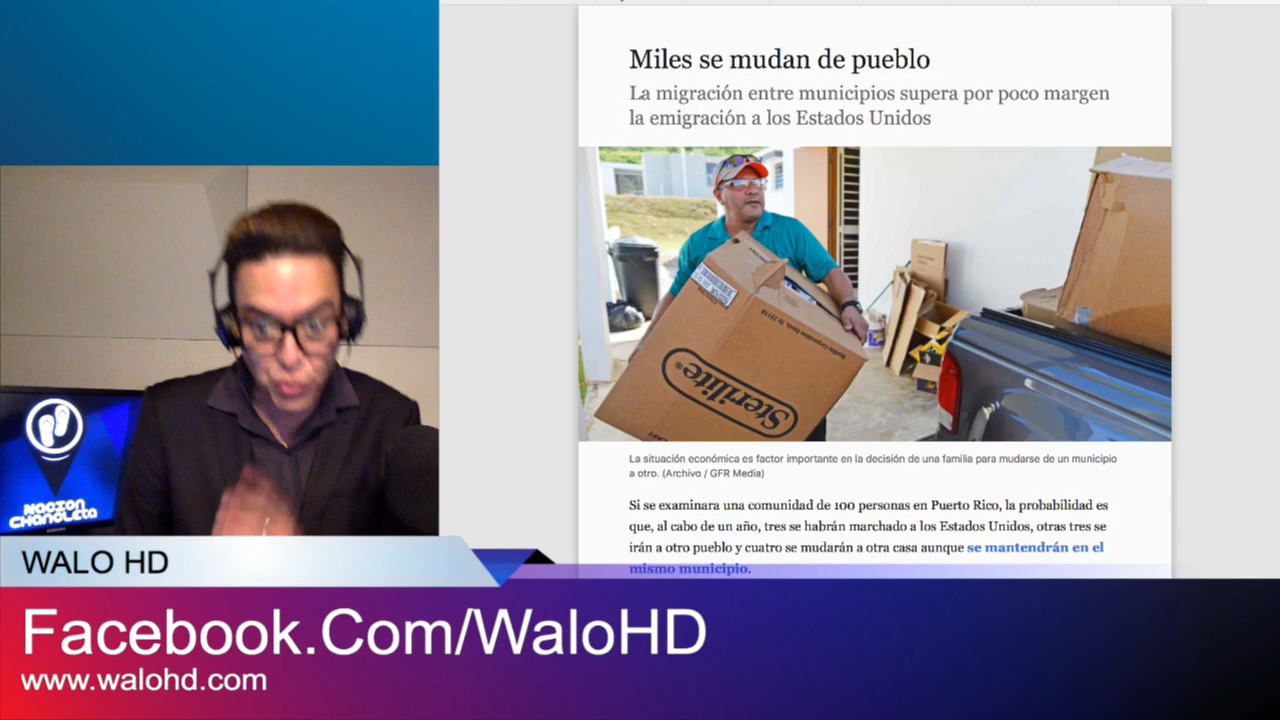 Miles se mudan de pueblo
La migración entre municipios supera por poco margen
la emigración a los Estados Unidos
Sterilite®
La situación económica es factor importante en la decisión de una familia para mudarse de un municipio
a otro. (Archivo / GFR Media)
Si se examinara una comunidad de 100 personas en Puerto Rico, la probabilidad es
que, al cabo de un año, tres se habrán marchado a los Estados Unidos, otras tres se
irán a otro pueblo y cuatro se mudarán a otra casa aunque se mantendrán en el
mismo municipio.
NACION
CHANCLETA
WALO HD
Facebook.Com/WaloHD
www.walohd.com